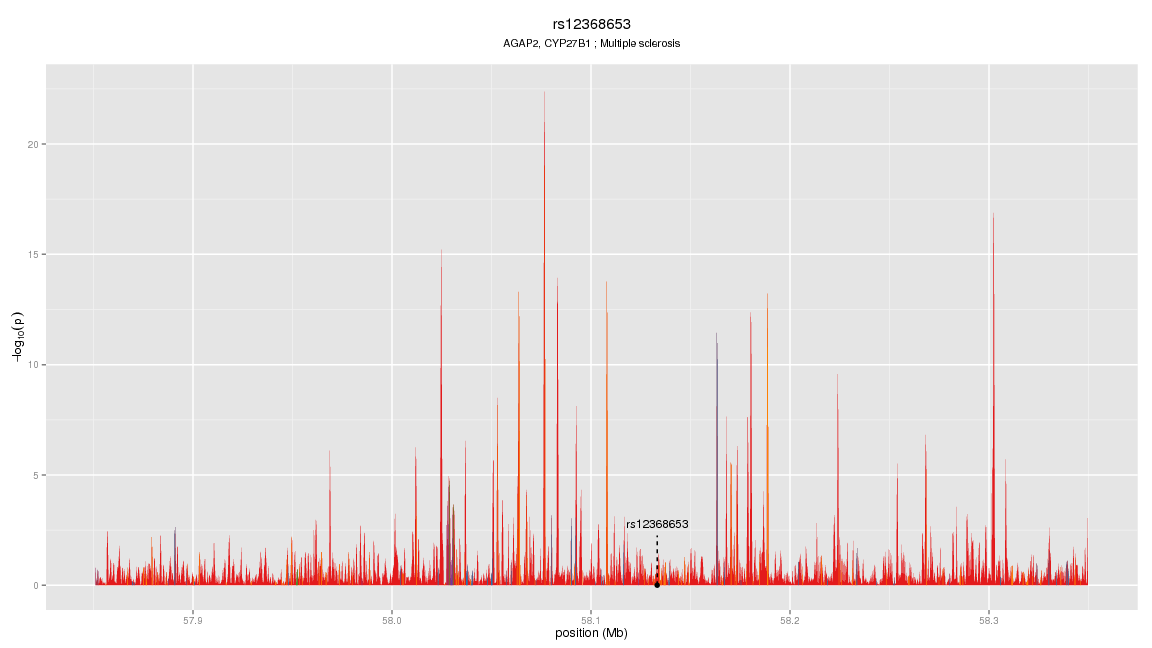 rs12368653
AGAP2, CYP27B1 ; Multiple sclerosis
−log10(p)
20
15
10
5
0
rs12368653
57.9 58.0 58.1 58.2 58.3
position (Mb)